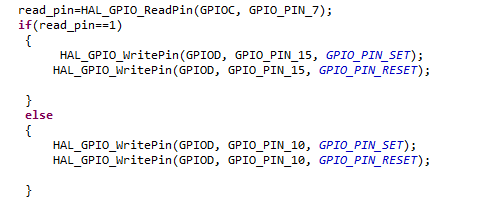 read_pin=HAL_GPIO_ReadPin(GPIOC, GPIO_PIN_7);
if(read_pin==1)
{
HAL_GPIO_WritePin(GPIOD, GPIO_PIN_15, GPIO_PIN_SET);
HAL_GPIO_WritePin(GPIOD, GPIO_PIN_15, GPIO_PIN_RESET);
}
else
{
HAL_GPIO_WritePin(GPIOD, GPIO_PIN_10, GPIO_PIN_SET);
HAL_GPIO_WritePin(GPIOD, GPIO_PIN_10, GPIO_PIN_RESET);
}